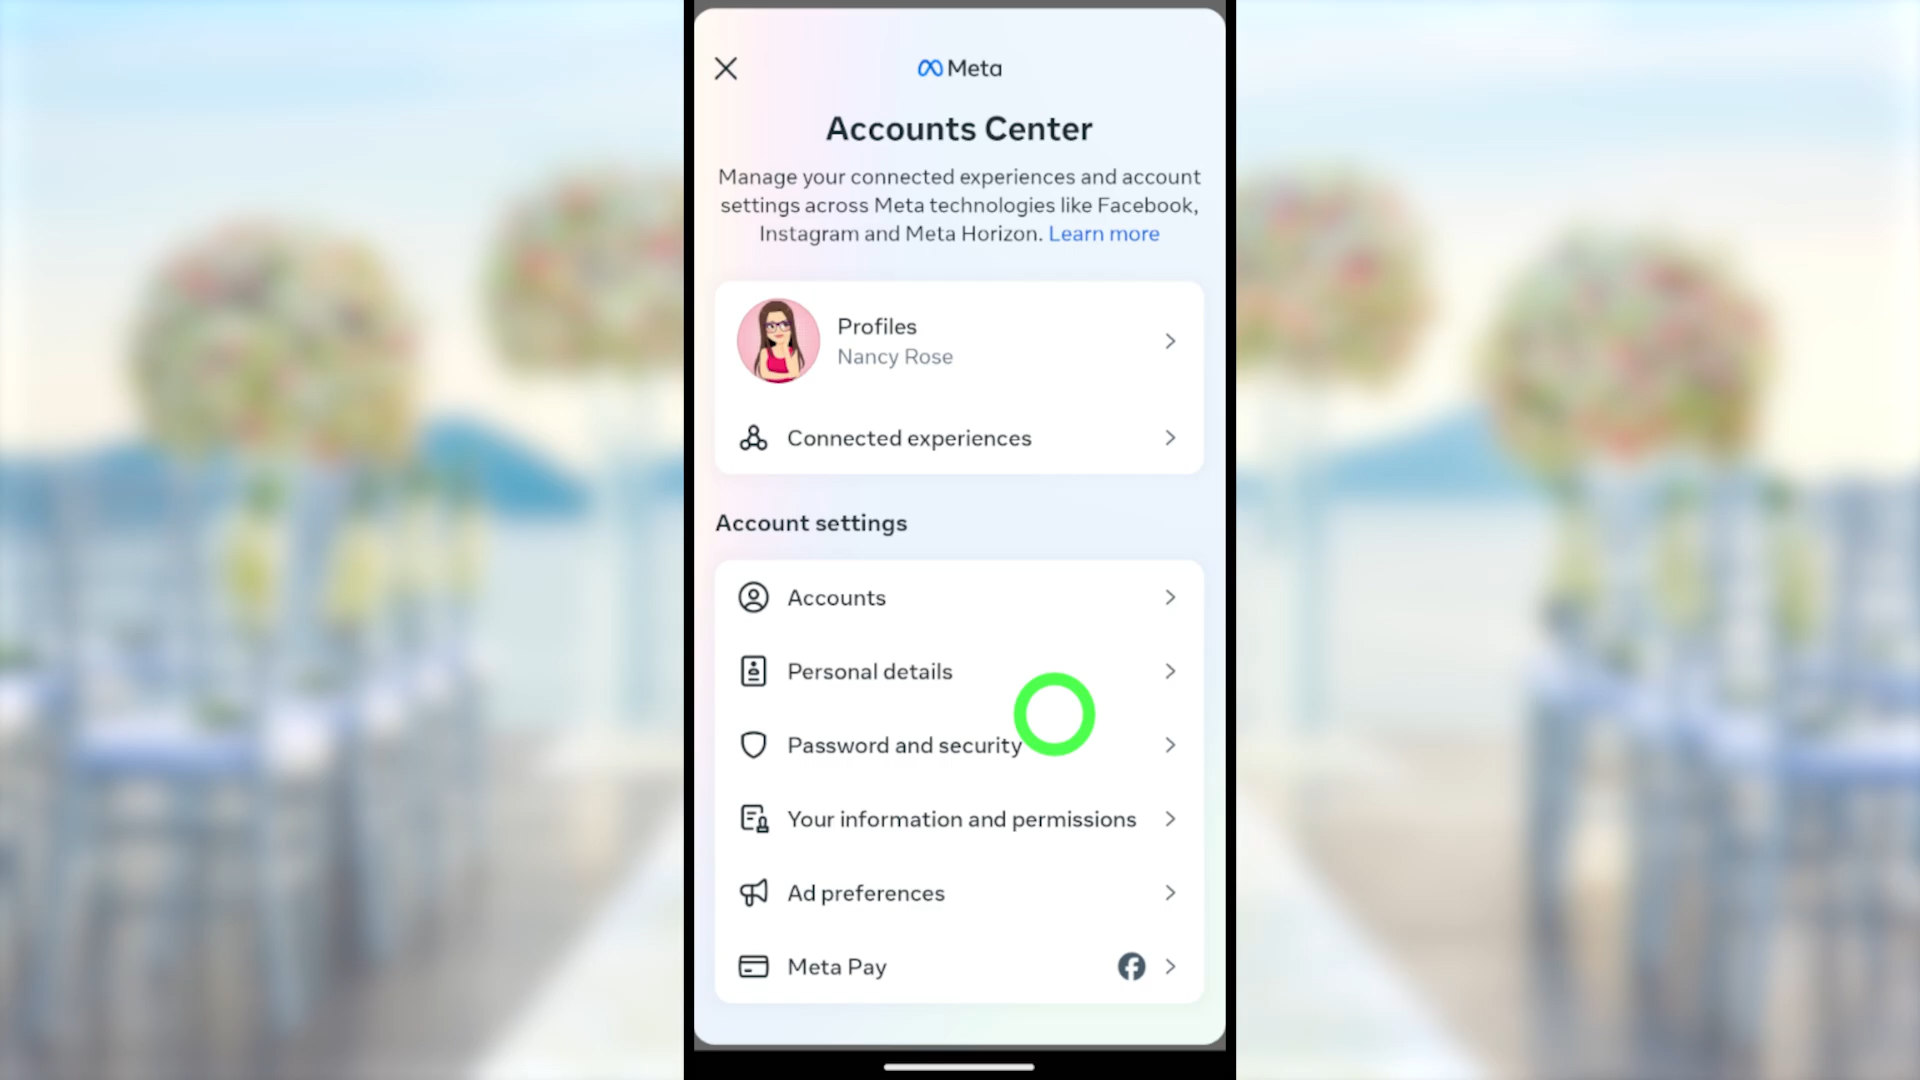 Meta
Accounts Center
Manage your connected experiences and account
settings across Meta technologies like Facebook,
Instagram and Meta Horizon. Learn more
Profiles
Nancy Rose
Connected experiences
Account settings
Accounts
Personal details
Password and security
Your information and permissions
Ad preferences
Meta Pay